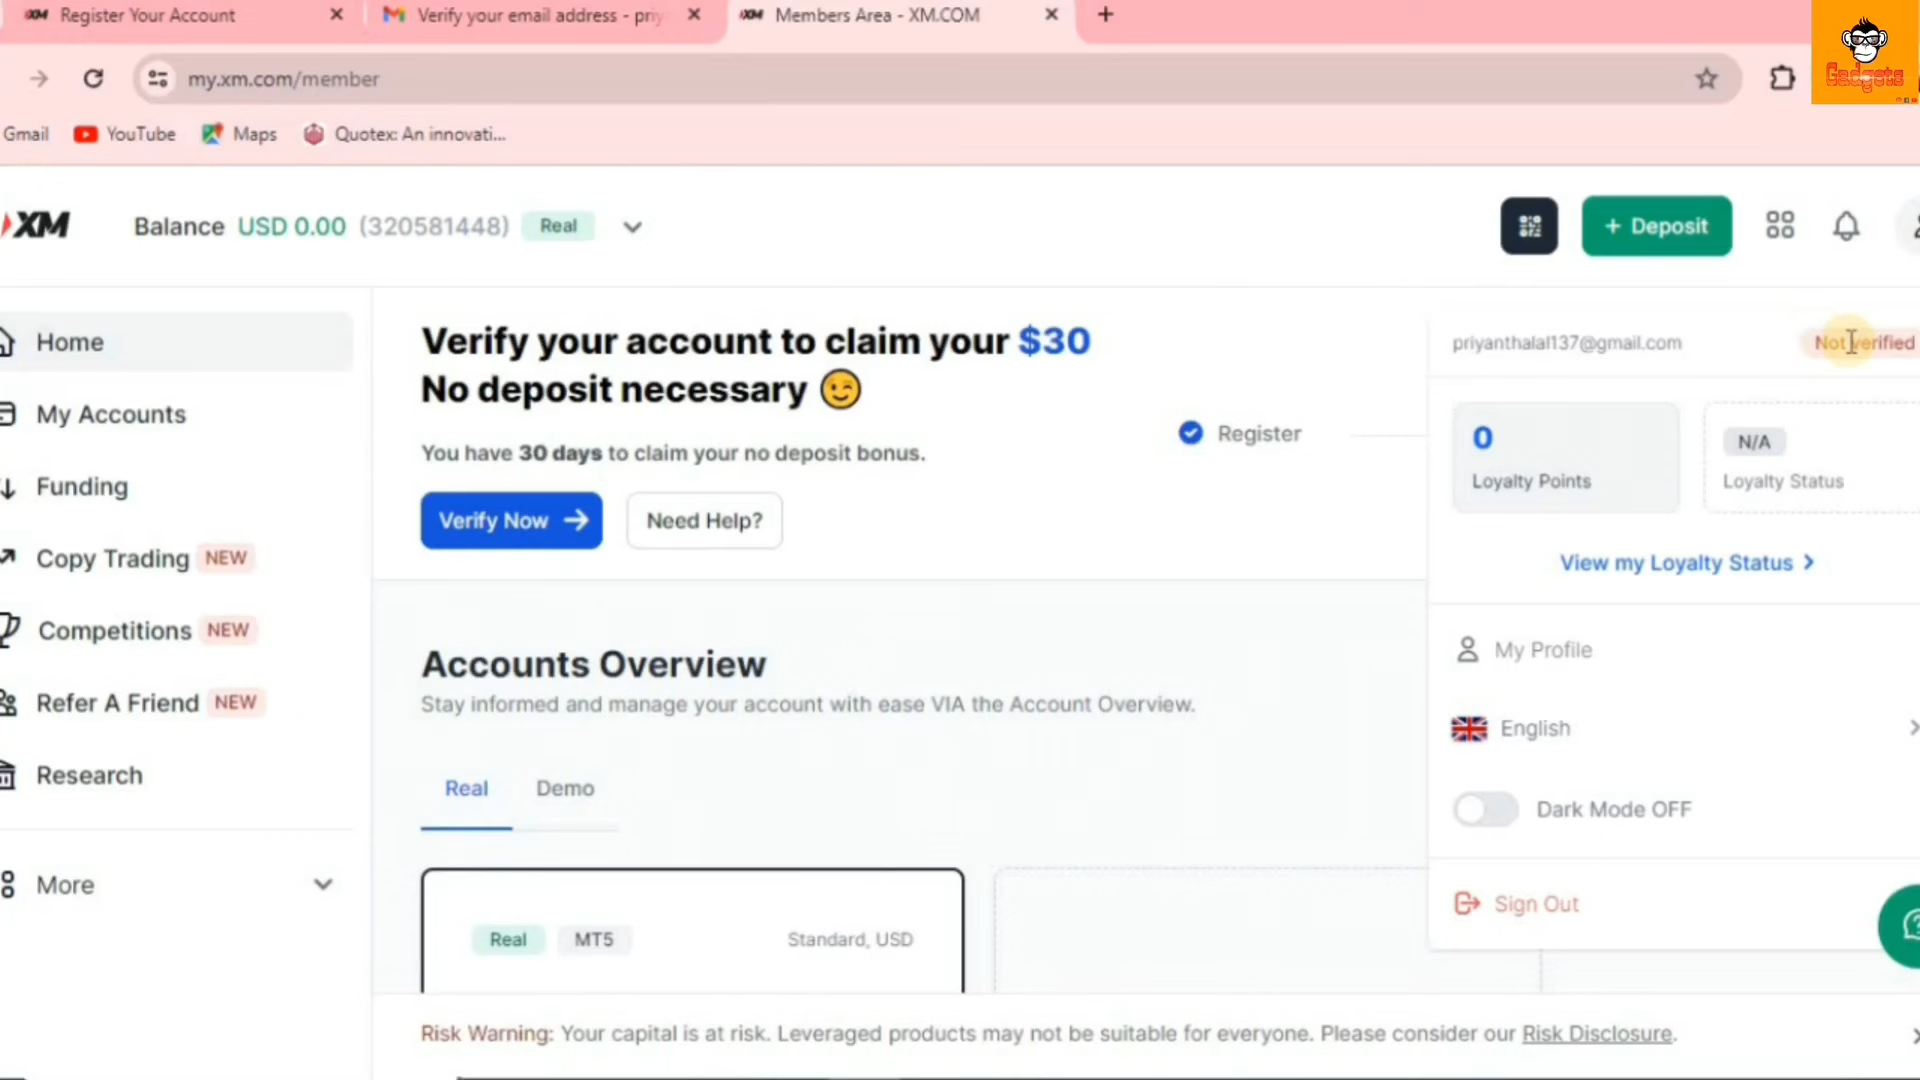 XM Register Your Account
Verify your email address - priy
XM Members Area - XM.COM
Gadgets
my.xm.com/member
Gmail YouTube Maps Quotex: An innovati...
XM Balance USD 0.00 (320581448) Real
+ Deposit
Home
My Accounts
Funding
Copy Trading NEW
Competitions NEW
Refer A Friend NEW
Research
More
Verify your account to claim your $30
No deposit necessary 😉
You have 30 days to claim your no deposit bonus.
Verify Now → Need Help?
Register
Accounts Overview
Stay informed and manage your account with ease VIA the Account Overview.
Real Demo
Real MT5 Standard, USD
priyanthalal137@gmail.com Not verified
0
Loyalty Points
N/A
Loyalty Status
View my Loyalty Status >
My Profile
English
Dark Mode OFF
Sign Out
Risk Warning: Your capital is at risk. Leveraged products may not be suitable for everyone. Please consider our Risk Disclosure.